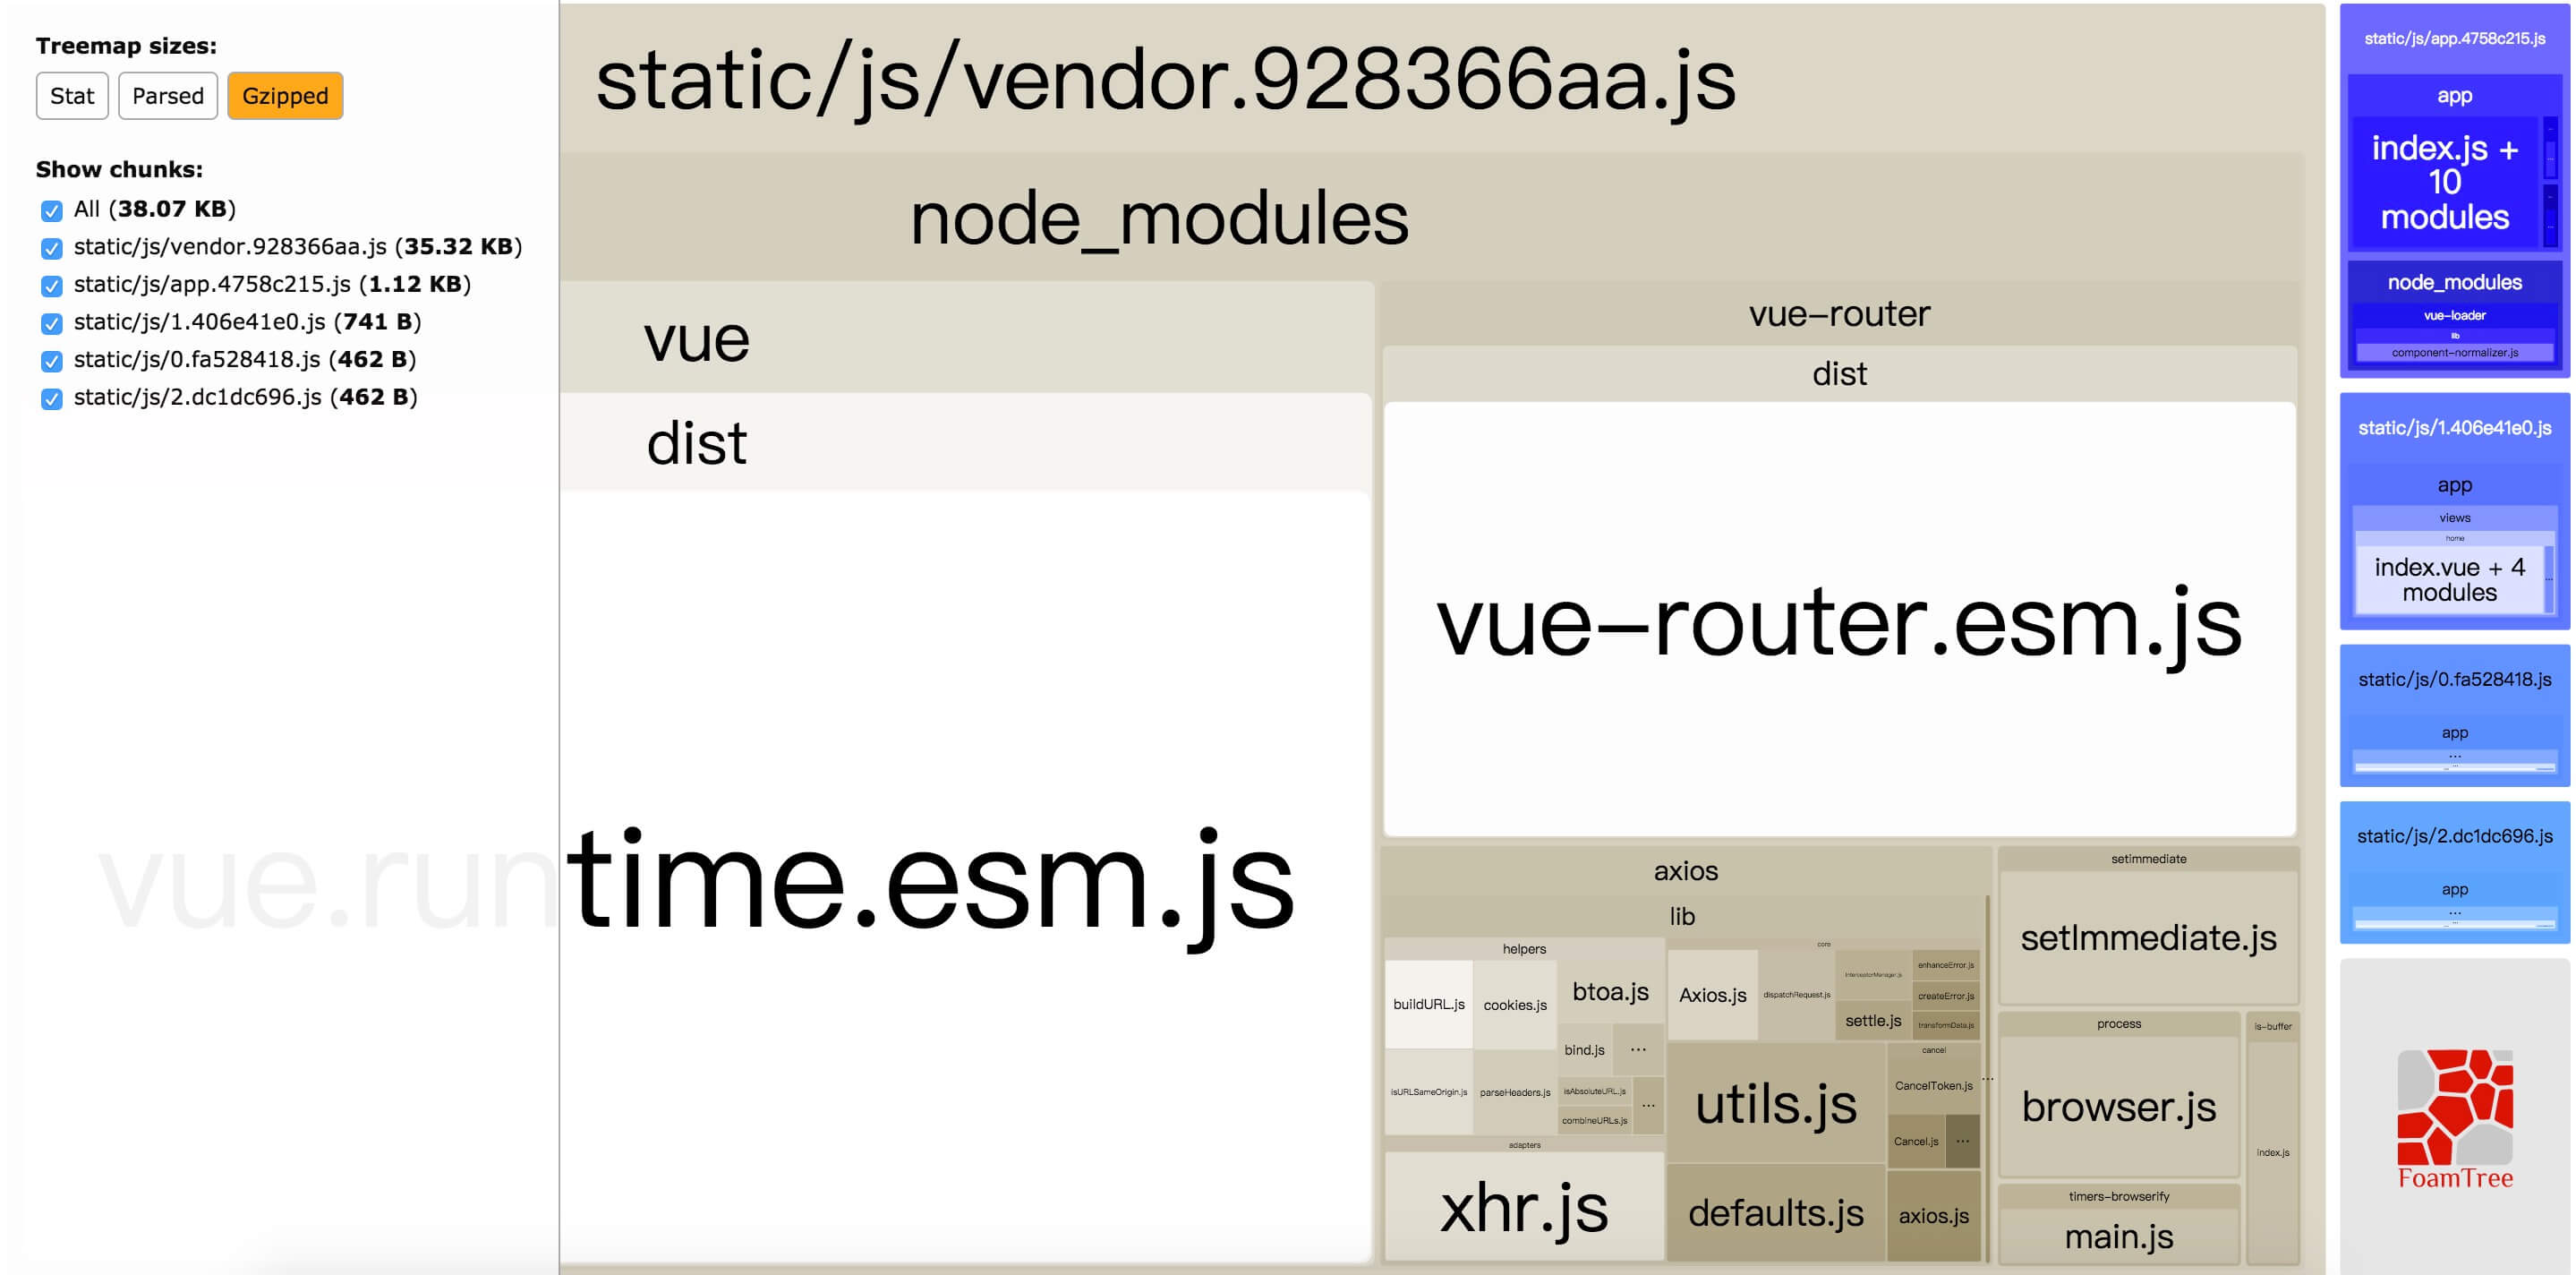 Treemap sizes:
Stat
Parsed
Gzipped
Show chunks:
All (38.07 KB)
static/js/vendor.928366aa.js (35.32 KB)
static/js/app.4758c215.js (1.12 KB)
static/js/1.406e41e0.js (741 B)
static/js/0.fa528418.js (462 B)
static/js/2.dc1dc696.js (462 B)
static/js/vendor.928366aa.js
node_modules
vue
dist
vue.runtime.esm.js
vue-router
dist
vue-router.esm.js
axios
lib
helpers
buildURL.js
cookies.js
btoa.js
bind.js
...
isURLSameOrigin.js
parseHeaders.js
isAbsoluteURL.js
combineURLs.js
...
adapters
xhr.js
core
Axios.js
dispatchRequest.js
InterceptorManager.js
settle.js
enhanceError.js
createError.js
transformData.js
utils.js
cancel
CancelToken.js
Cancel.js
...
defaults.js
axios.js
...
setimmediate
setImmediate.js
process
browser.js
timers-browserify
main.js
is-buffer
index.js
static/js/app.4758c215.js
app
index.js +
10
modules
...
...
...
...
node_modules
vue-loader
lib
component-normalizer.js
static/js/1.406e41e0.js
app
views
home
index.vue + 4
modules
...
static/js/0.fa528418.js
app
...
...
static/js/2.dc1dc696.js
app
...
...
FoamTree